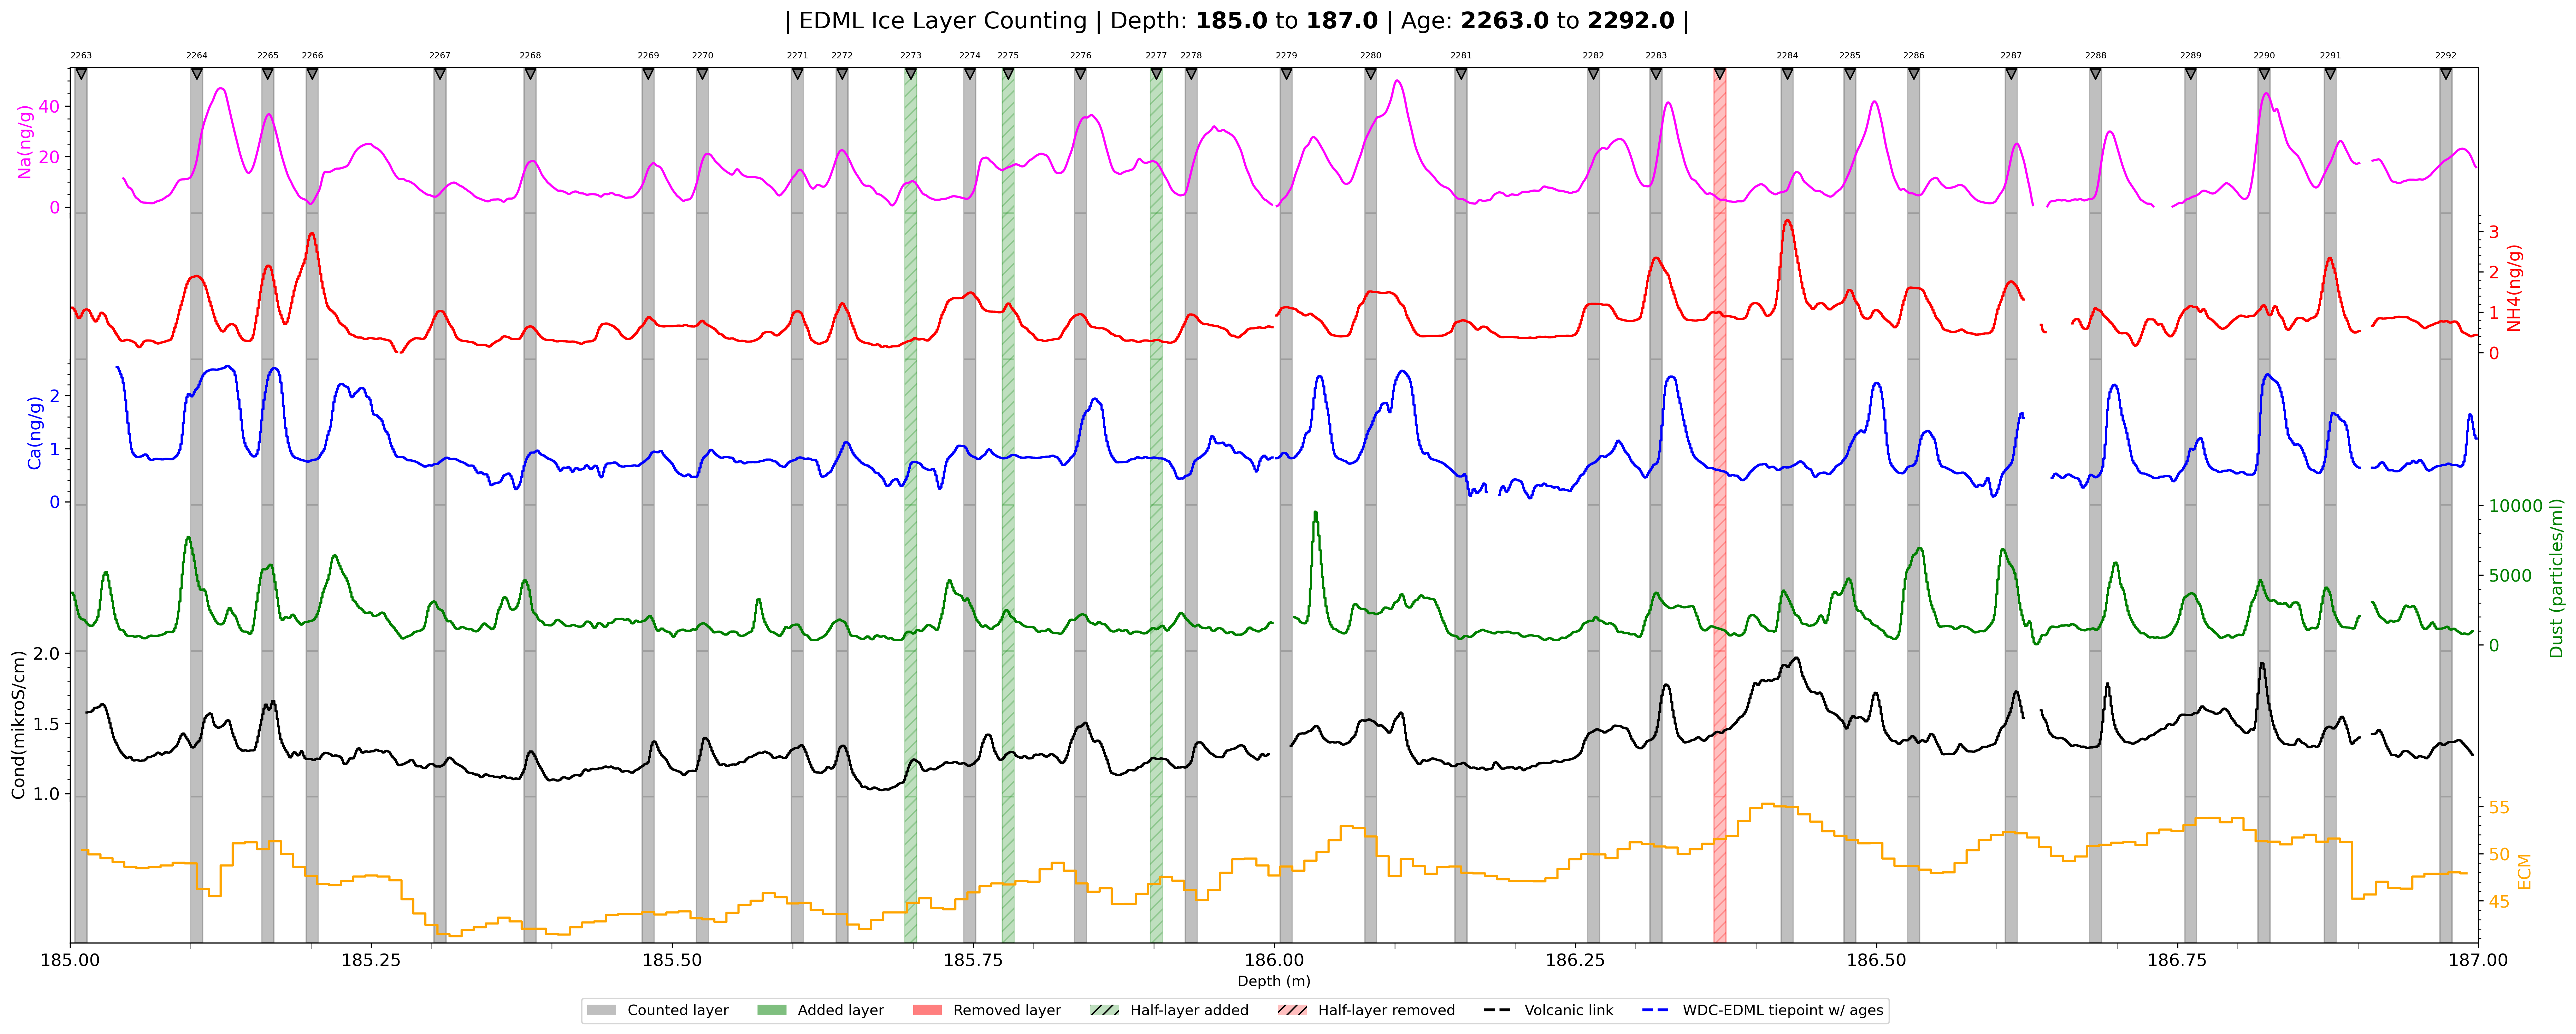 | EDML Ice Layer Counting | Depth: 185.0 to 187.0 | Age: 2263.0 to 2292.0 |
2263 2264 2265 2266 2267 2268 2269 2270 2271 2272 2273 2274 2275 2276 2277 2278 2279 2280 2281 2282 2283 2284 2285 2286 2287 2288 2289 2290 2291 2292
Na(ng/g)
40
20
0
3
2
1
0
NH4(ng/g)
Ca(ng/g)
2
1
0
10000
5000
0
Dust (particles/ml)
Cond(mikroS/cm)
2.0
1.5
1.0
55
50
45
ECM
185.00 185.25 185.50 185.75 186.00 186.25 186.50 186.75 187.00
Depth (m)
Counted layer Added layer Removed layer Half-layer added Half-layer removed Volcanic link WDC-EDML tiepoint w/ ages